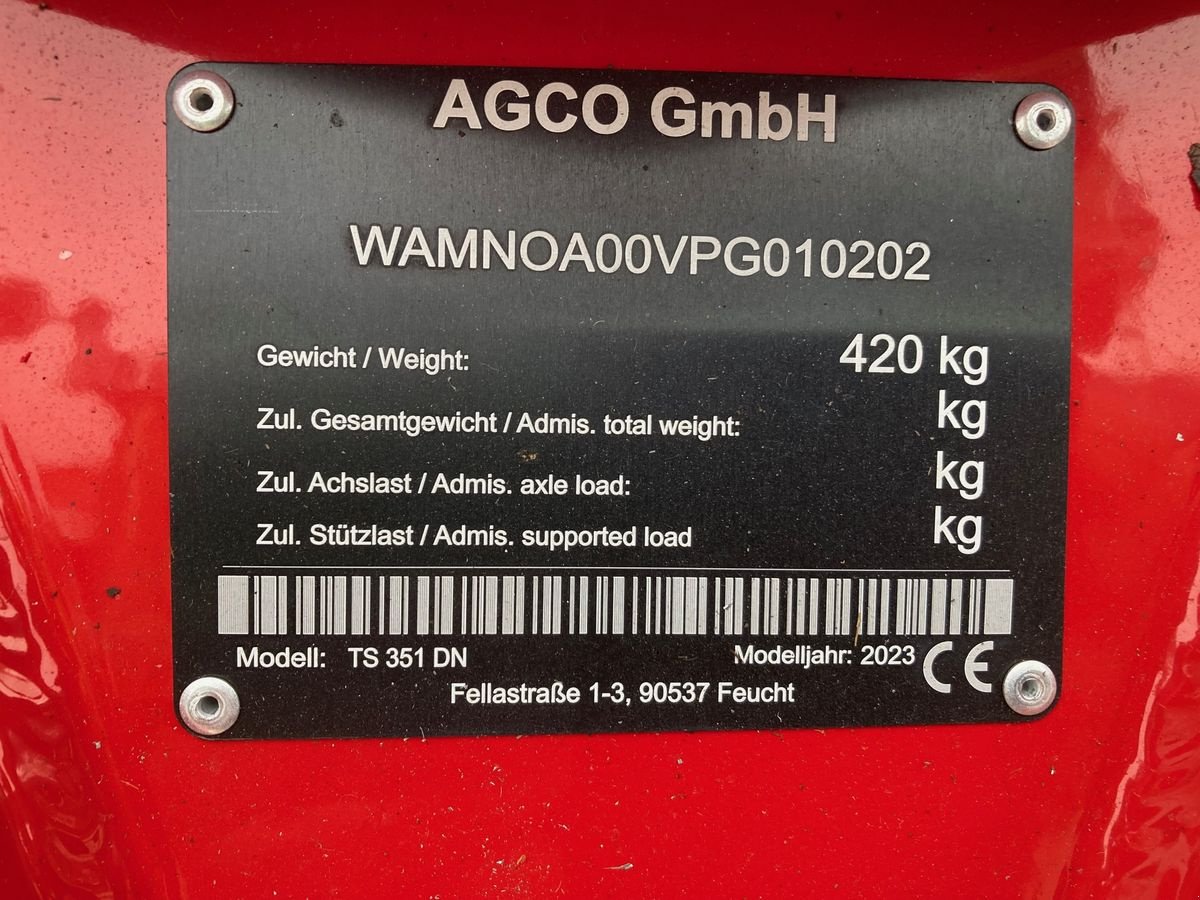 AGCO GmbH
WAMNOA00VPG010202
Gewicht / Weight: 420 kg
Zul. Gesamtgewicht / Admis. total weight: kg
Zul. Achslast / Admis. axle load: kg
Zul. Stützlast / Admis. supported load kg
Modell: TS 351 DN Modelljahr: 2023 CE
Fellastraße 1-3, 90537 Feucht